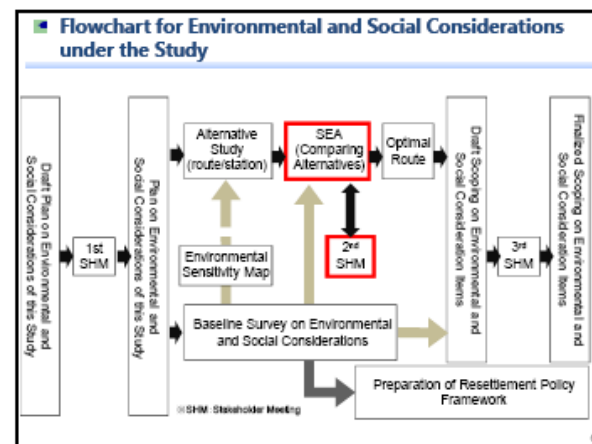 Flowchart for Environmental and Social Considerations
under the Study
Draft Plan on Environmental and
Social Considerations of this Study
1st
SHM
Plan on Environmental and
Social Considerations of this Study
Alternative
Study
(route/station)
SEA
(Comparing
Alternatives)
Optimal
Route
2nd
SHM
Environmental
Sensitivity Map
Baseline Survey on Environmental
and Social Considerations
Draft Scoping on Environmental and
Social Consideration Items
3rd
SHM
Finalized Scoping on Environmental and
Social Consideration Items
Preparation of Resettlement Policy
Framework
※SHM: Stakeholder Meeting